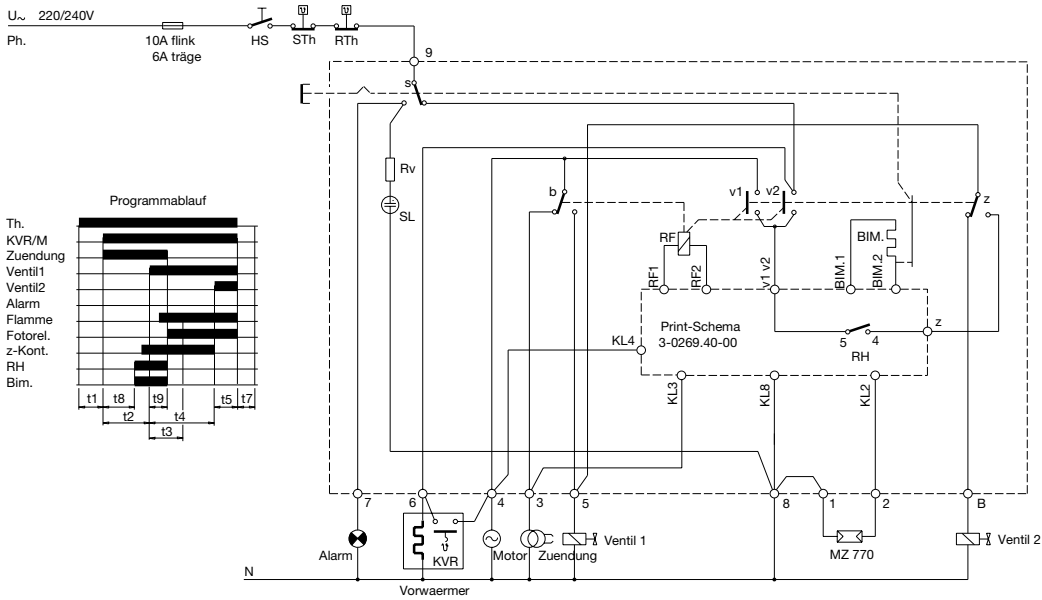 U~ 220/240V
Ph.
10A flink
6A träge
HS
STh
RTh
9
s
Rv
SL
b
v1
v2
z
RF
BIM.
RF1
RF2
v1 v2
BIM.1
BIM.2
Print-Schema
3-0269.40-00
5
4
RH
z
KL4
KL3
KL8
KL2
Programmablauf
Th.
KVR/M
Zuendung
Ventil1
Ventil2
Alarm
Flamme
Fotorel.
z-Kont.
RH
Bim.
t1
t8
t9
t5
t7
t2
t4
t3
7
6
4
3
5
8
1
2
B
Alarm
KVR
Motor
Zuendung
Ventil 1
MZ 770
Ventil 2
N
Vorwaermer